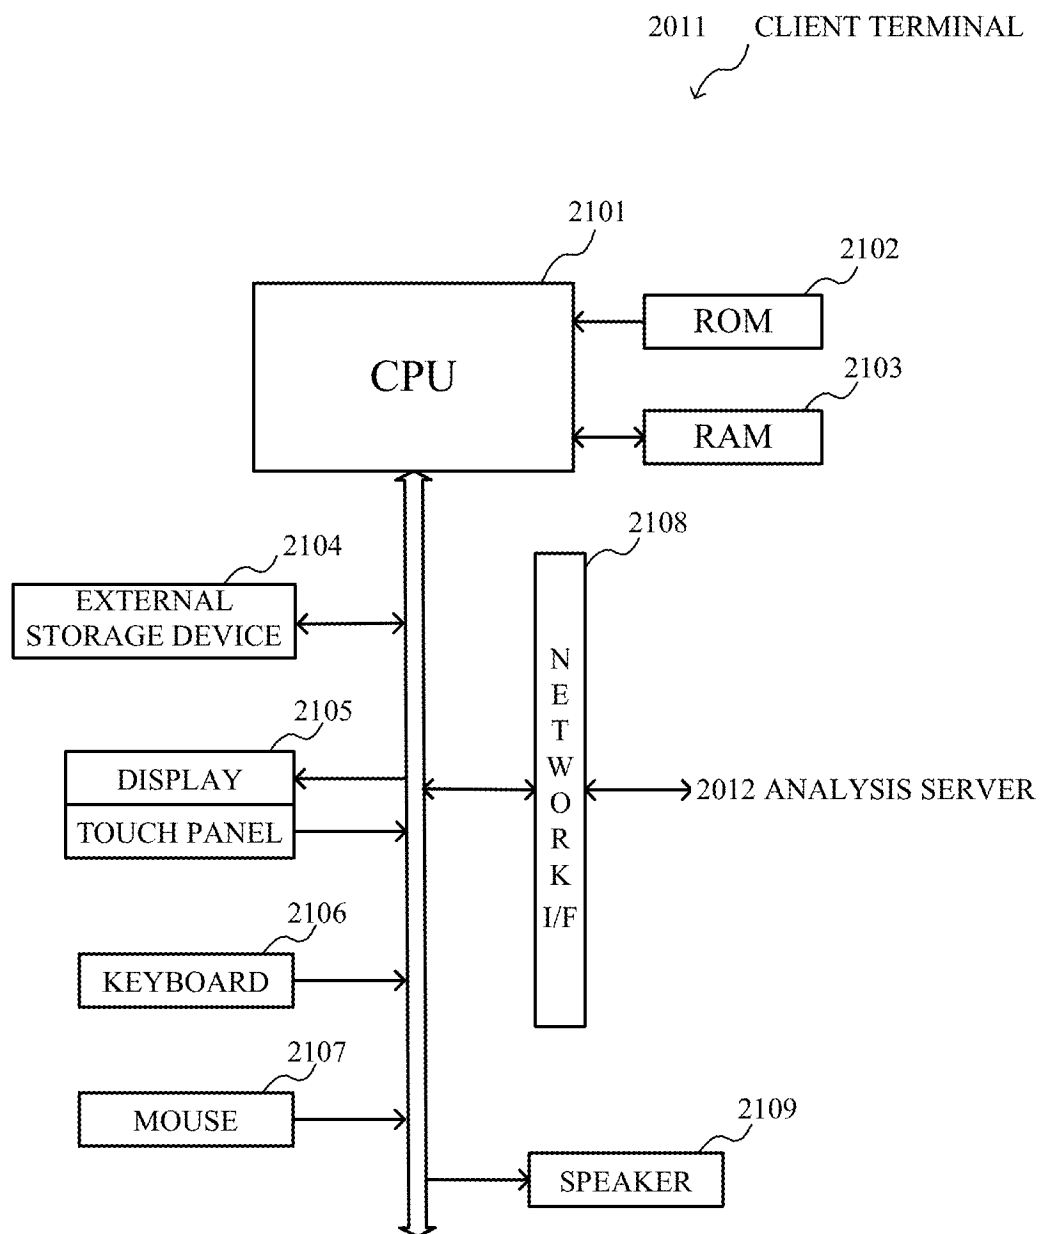 2011 CLIENT TERMINAL
2101
2102
CPU
ROM
2103
RAM
2104
2108
EXTERNAL
STORAGE DEVICE
NETWORK
I/F
2105
DISPLAY
TOUCH PANEL
2012 ANALYSIS SERVER
2106
KEYBOARD
2107
MOUSE
2109
SPEAKER